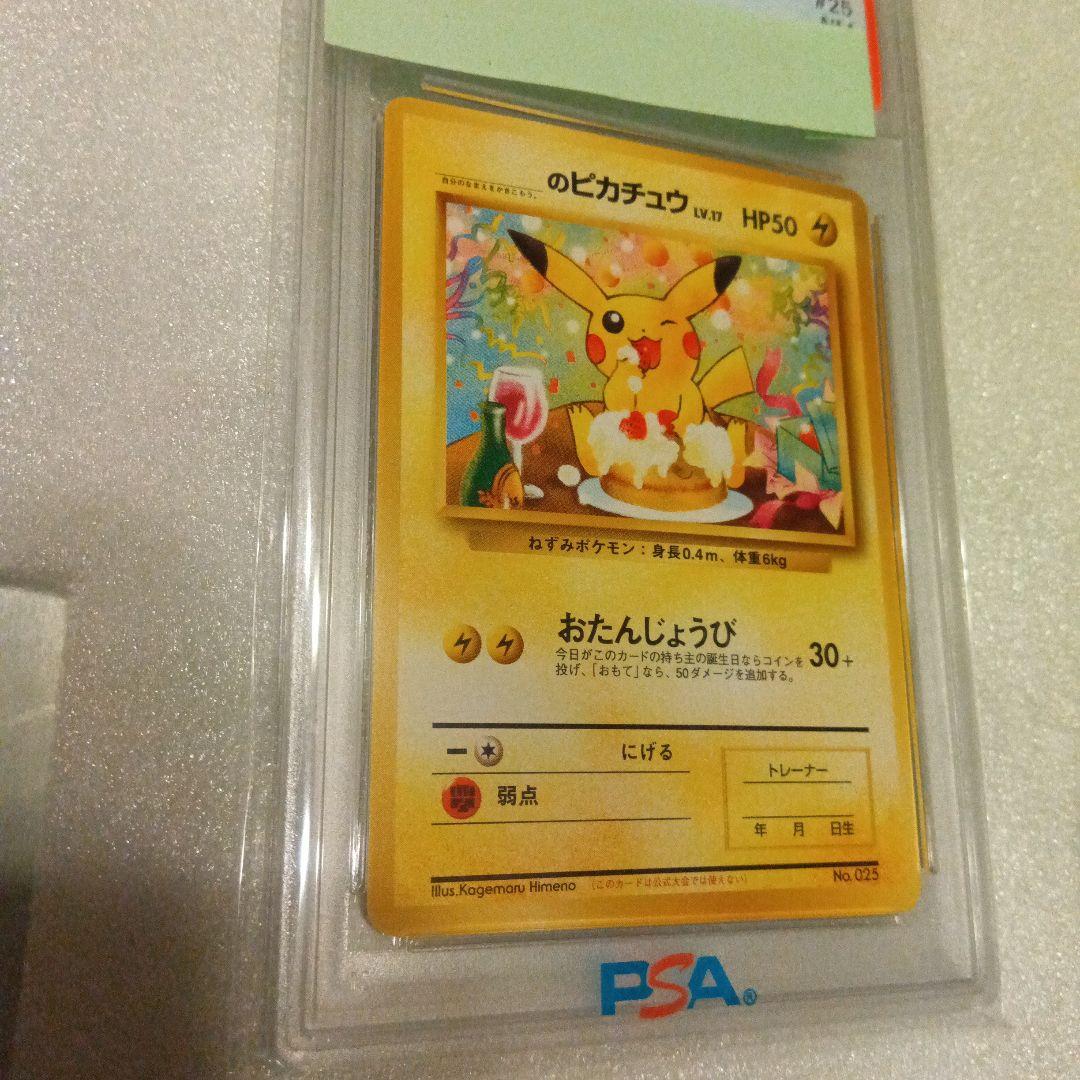 #25
自分のなまえをかきこもう。
のピカチュウ LV.17 HP50
ねずみポケモン：身長0.4m、体重6kg
おたんじょうび
今日がこのカードの持ち主の誕生日ならコインを
投げ、「おもて」なら、50ダメージを追加する。
30+
にげる
弱点
トレーナー
年 月 日生
Illus.Kagemaru Himeno （このカードは公式大会では使えない） No.025
PSA®